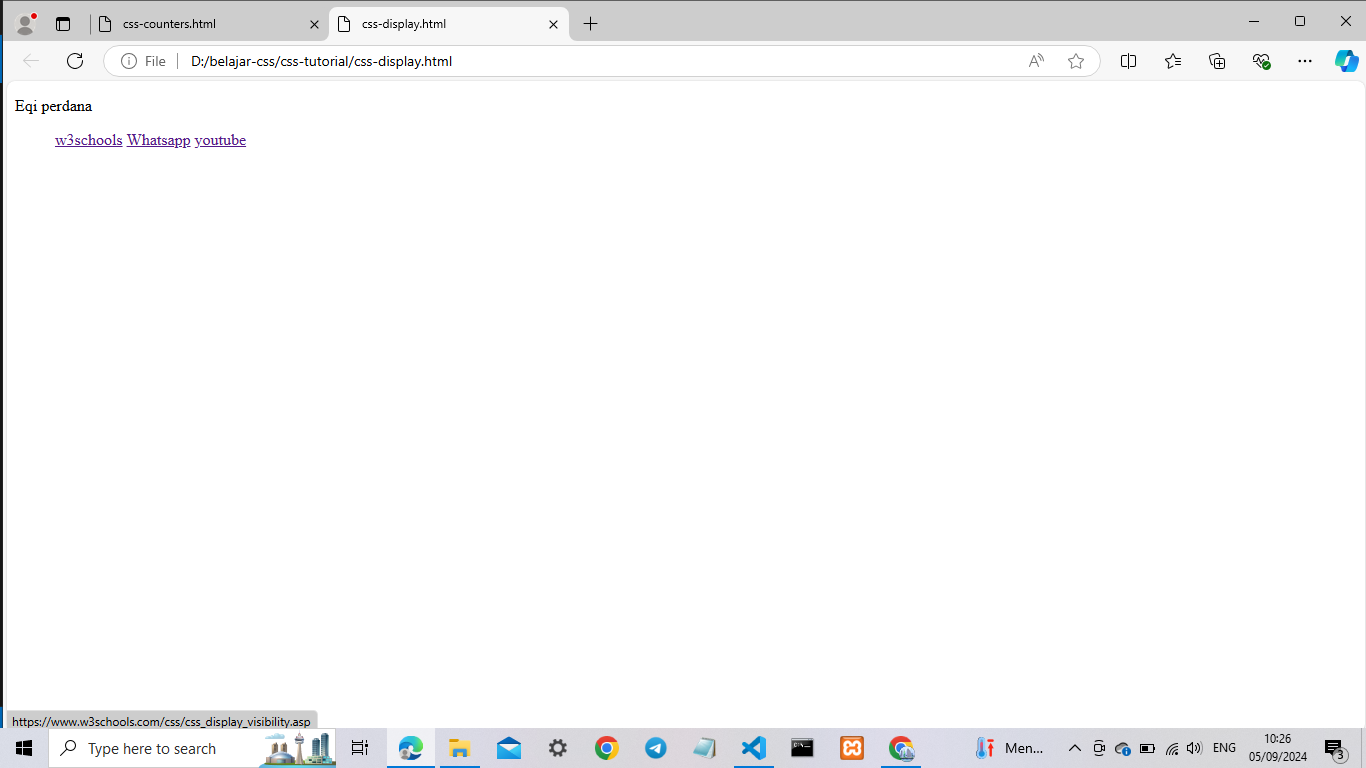 css-counters.html
css-display.html
File
D:/belajar-css/css-tutorial/css-display.html
Eqi perdana
w3schools Whatsapp youtube
https://www.w3schools.com/css/css_display_visibility.asp
Type here to search
Men...
ENG
10:26
05/09/2024
3